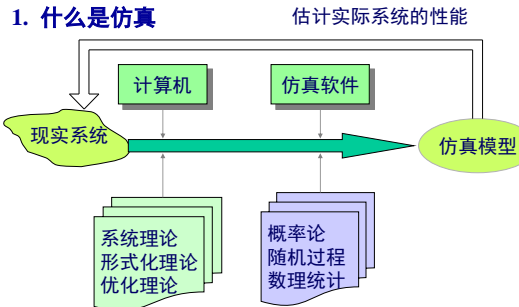 1. 什么是仿真
估计实际系统的性能
计算机
仿真软件
现实系统
仿真模型
系统理论
形式化理论
优化理论
概率论
随机过程
数理统计